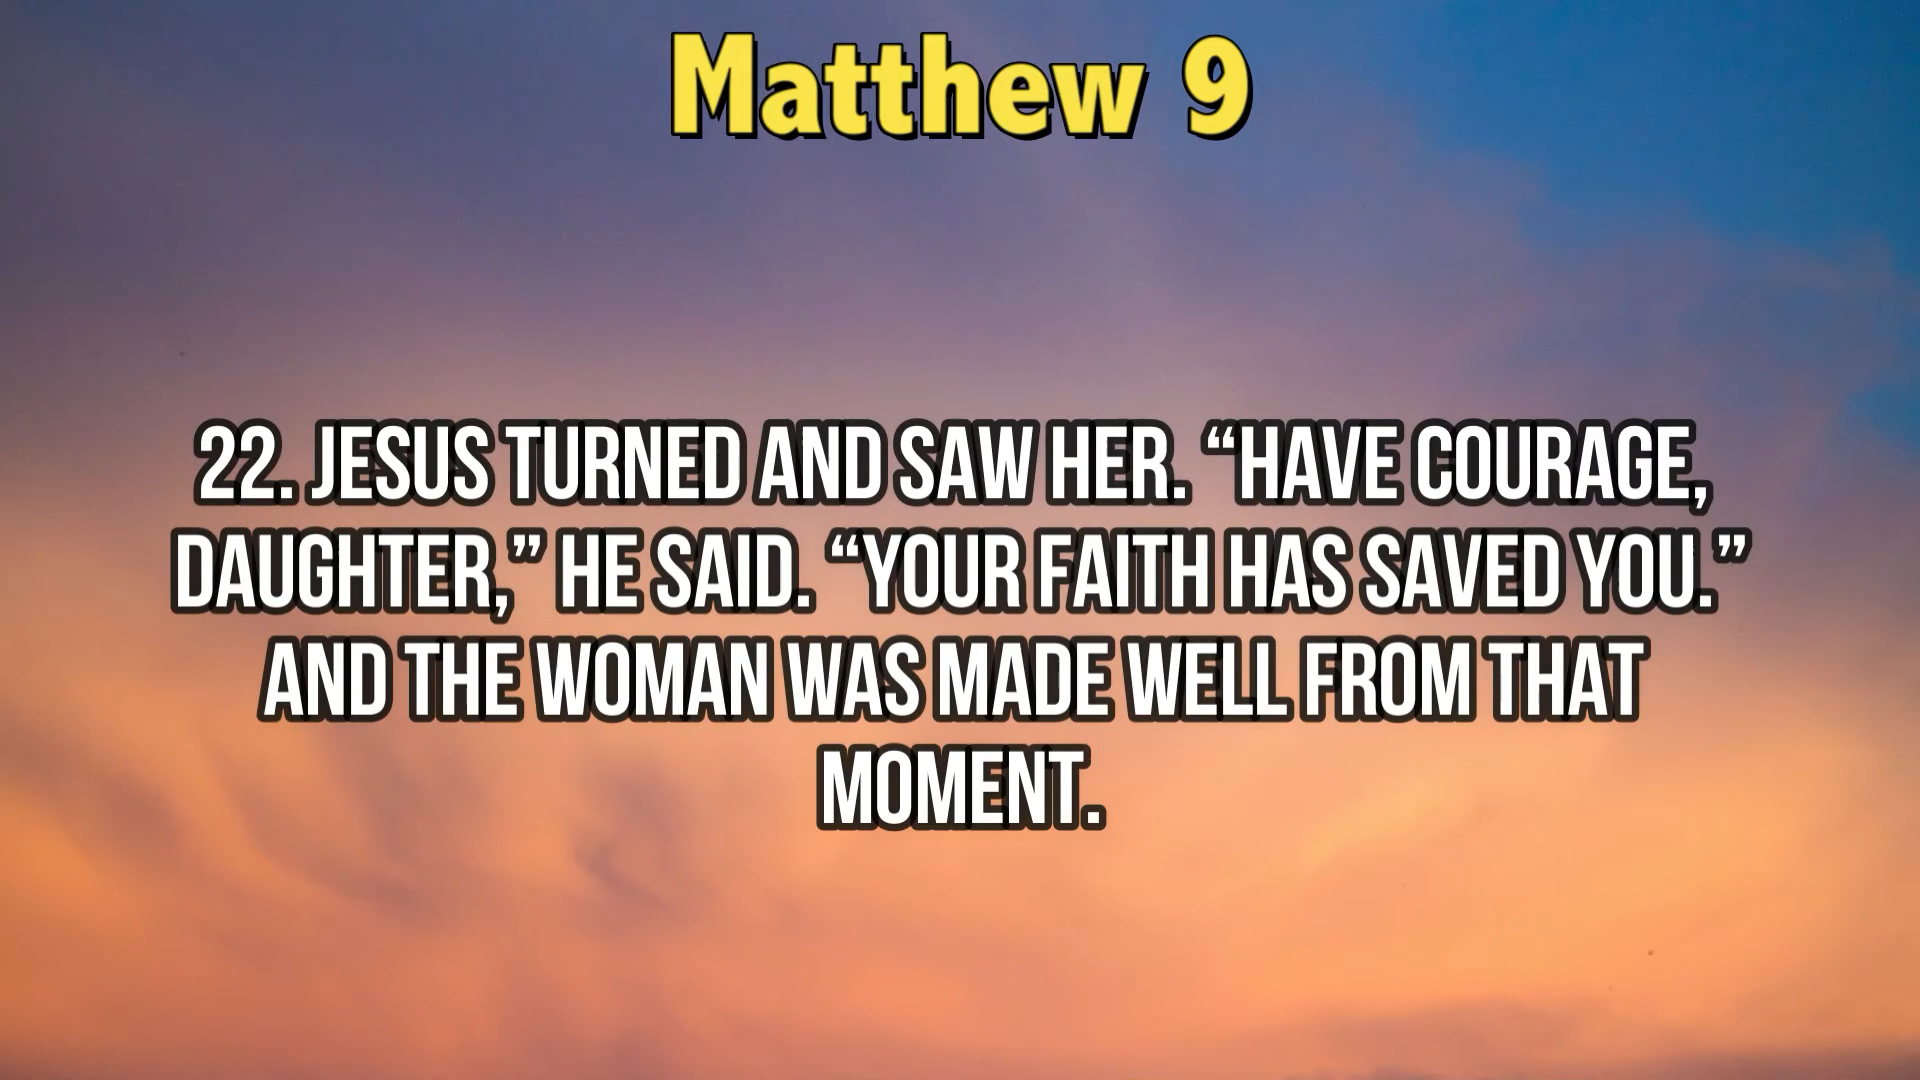 Matthew 9
22. JESUS TURNED AND SAW HER. “HAVE COURAGE,
DAUGHTER,” HE SAID. “YOUR FAITH HAS SAVED YOU.”
AND THE WOMAN WAS MADE WELL FROM THAT
MOMENT.